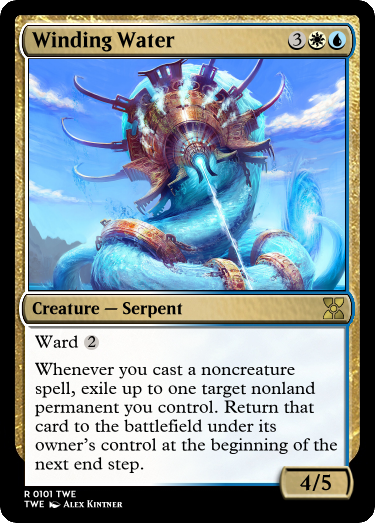 Winding Water 3
Creature — Serpent
Ward 2
Whenever you cast a noncreature
spell, exile up to one target nonland
permanent you control. Return that
card to the battlefield under its
owner's control at the beginning of the
next end step.
4/5
R 0101 TWE
TWE Alex Kintner